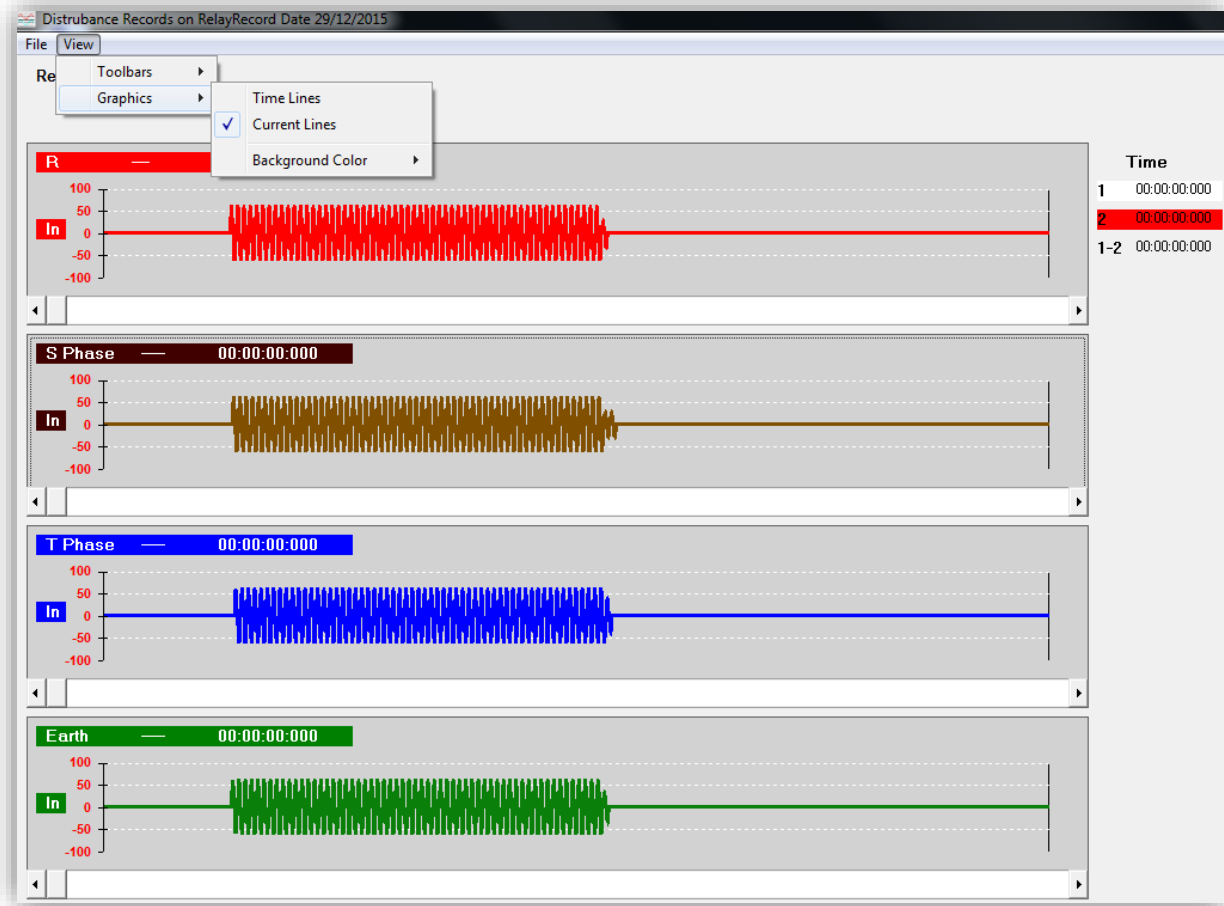 Distrubance Records on RelayRecord Date 29/12/2015
File View
Re
Toolbars
Graphics
Time Lines
Current Lines
Background Color
R —
100
50
In 0
-50
-100
Time
1 00:00:00:000
2 00:00:00:000
1-2 00:00:00:000
S Phase — 00:00:00:000
100
50
In 0
-50
-100
T Phase — 00:00:00:000
100
50
In 0
-50
-100
Earth — 00:00:00:000
100
50
In 0
-50
-100